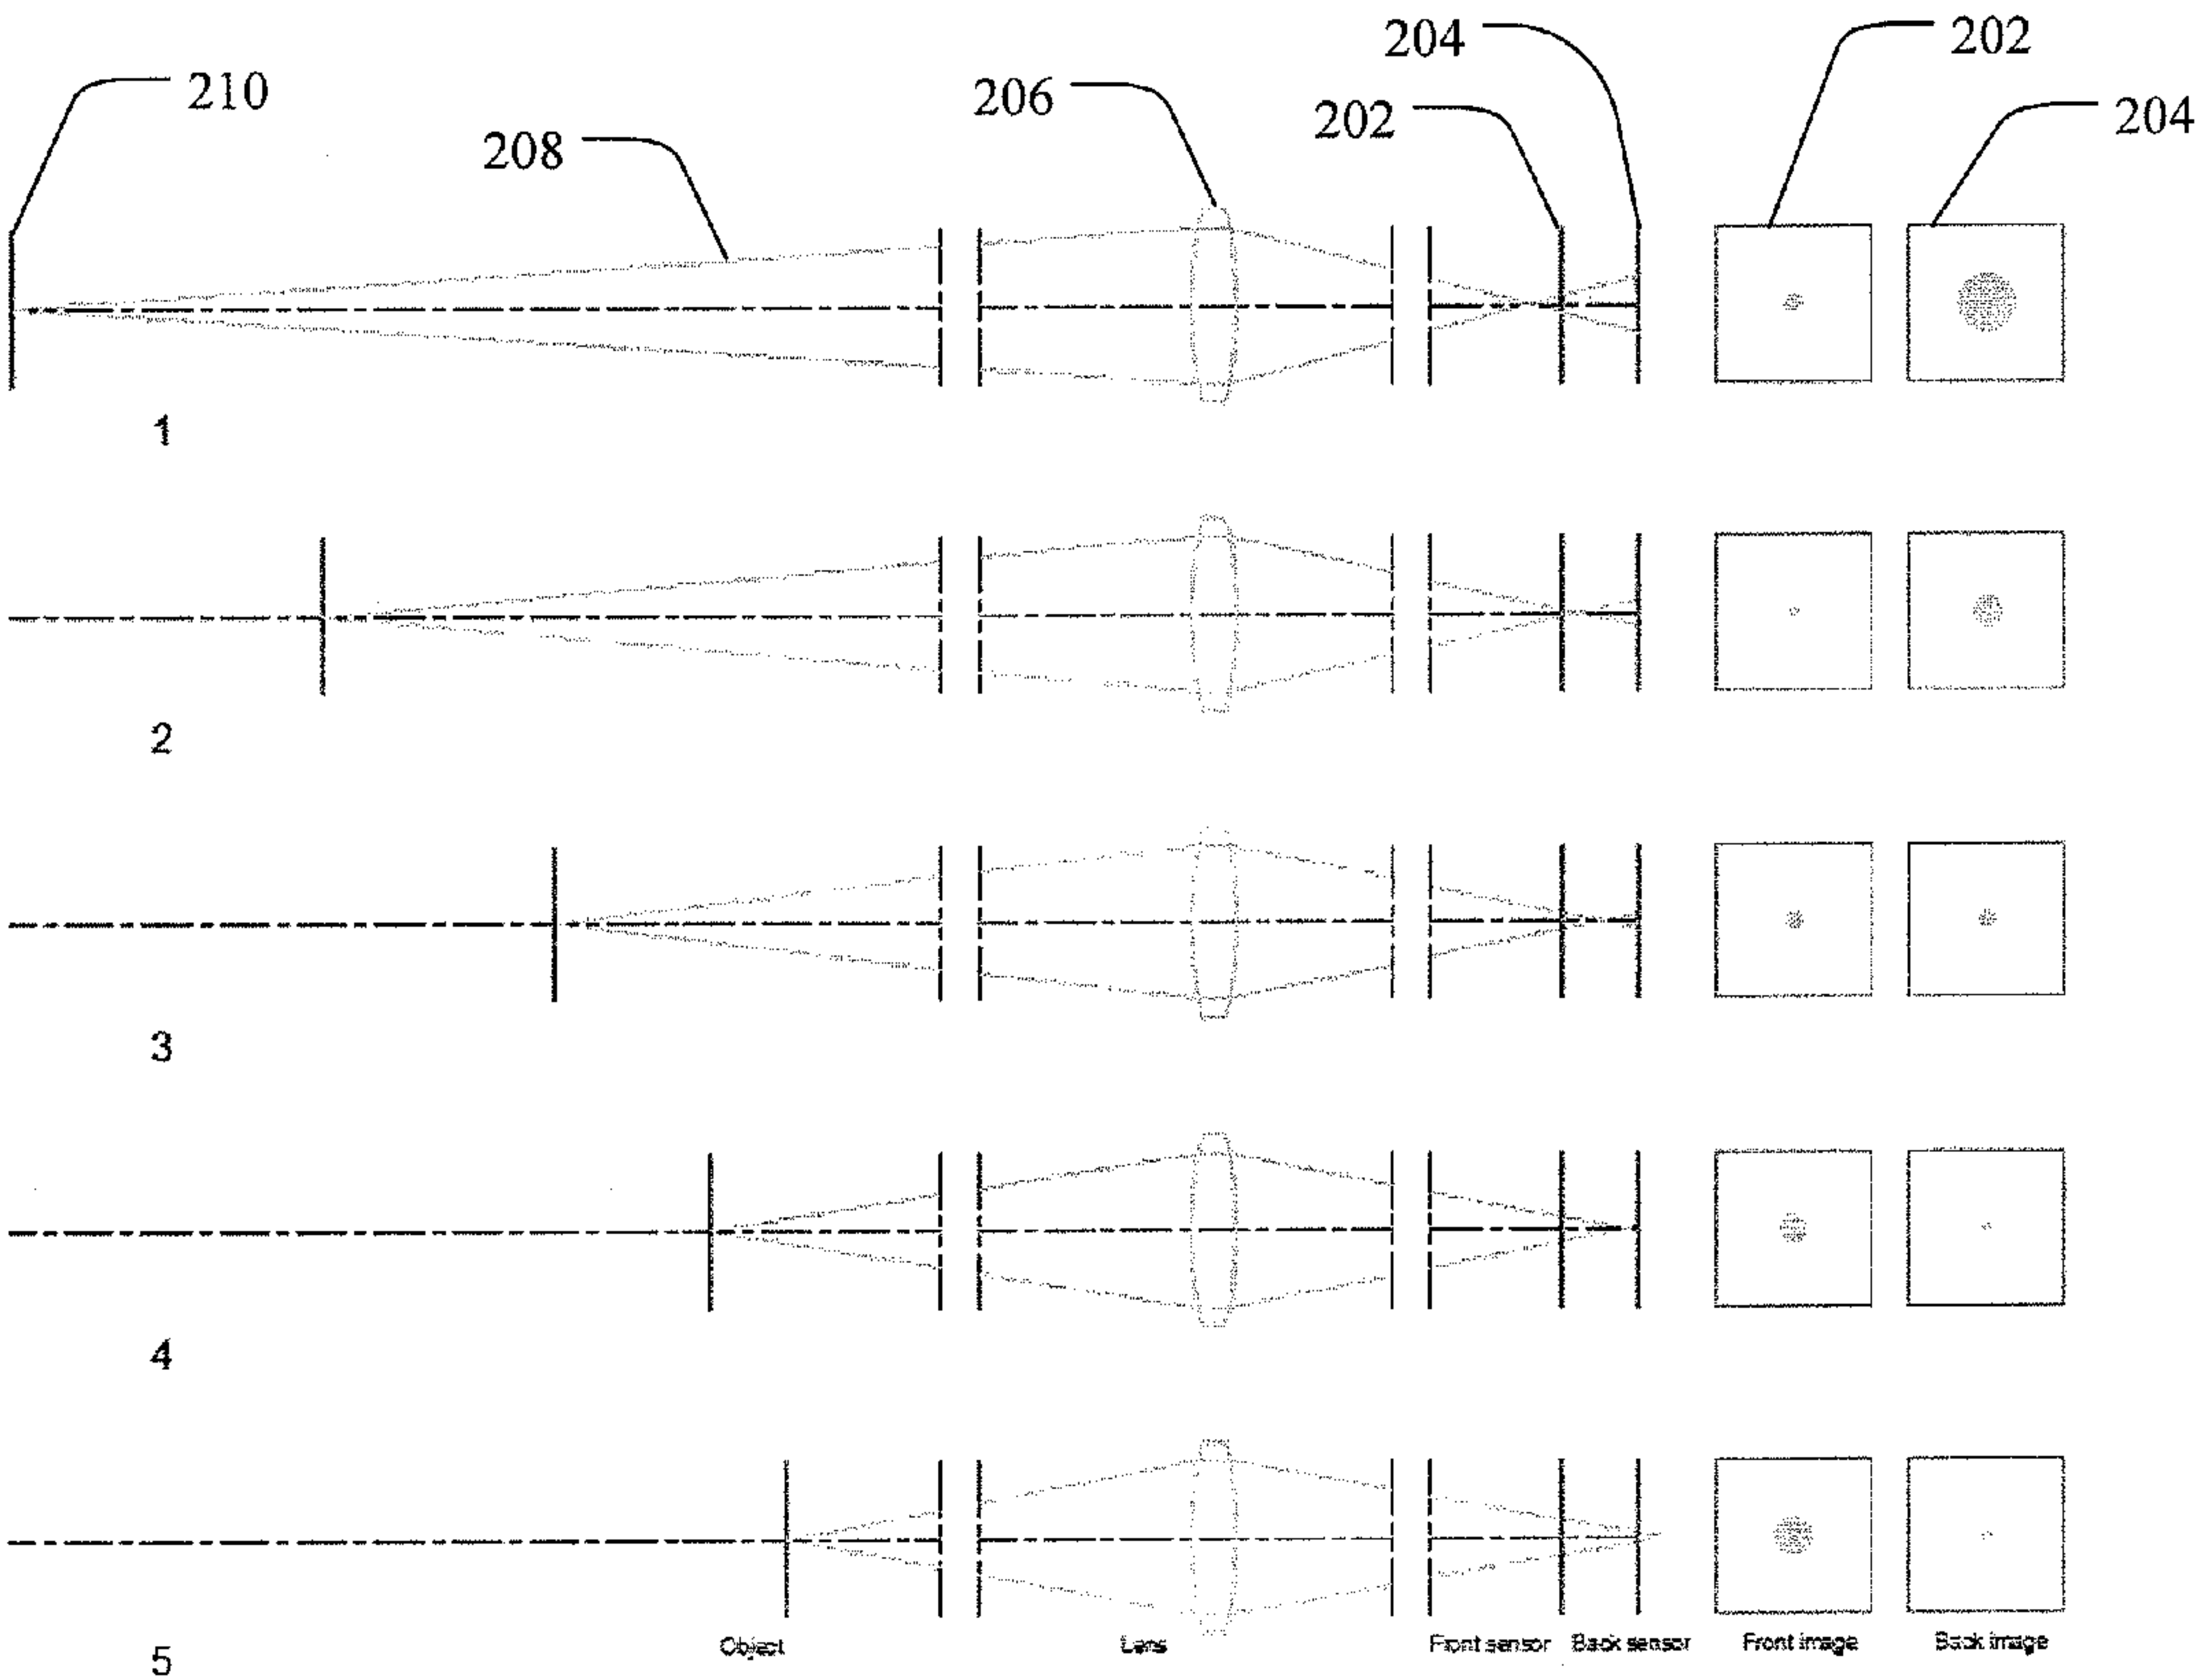 204
202
210
206
202
204
208
1
2
3
4
5
Object
Lens
Front sensor
Back sensor
Front image
Back image